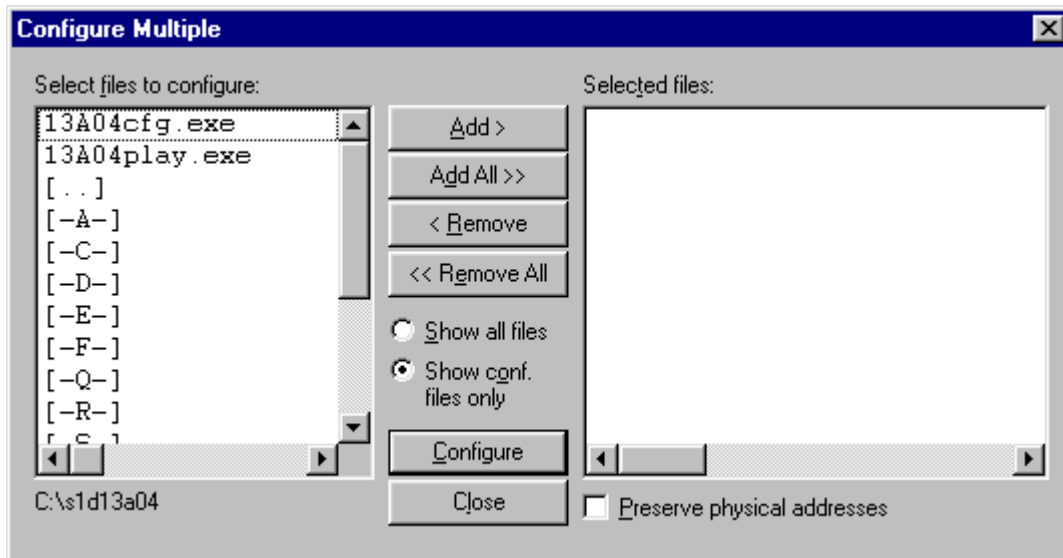 Configure Multiple
Select files to configure:
13A04cfg.exe
13A04play.exe
[..]
[-A-]
[-C-]
[-D-]
[-E-]
[-F-]
[-Q-]
[-R-]
[-S-]
C:\s1d13a04
Add >
Add All >>
< Remove
<< Remove All
Show all files
Show conf.
files only
Configure
Close
Selected files:
Preserve physical addresses